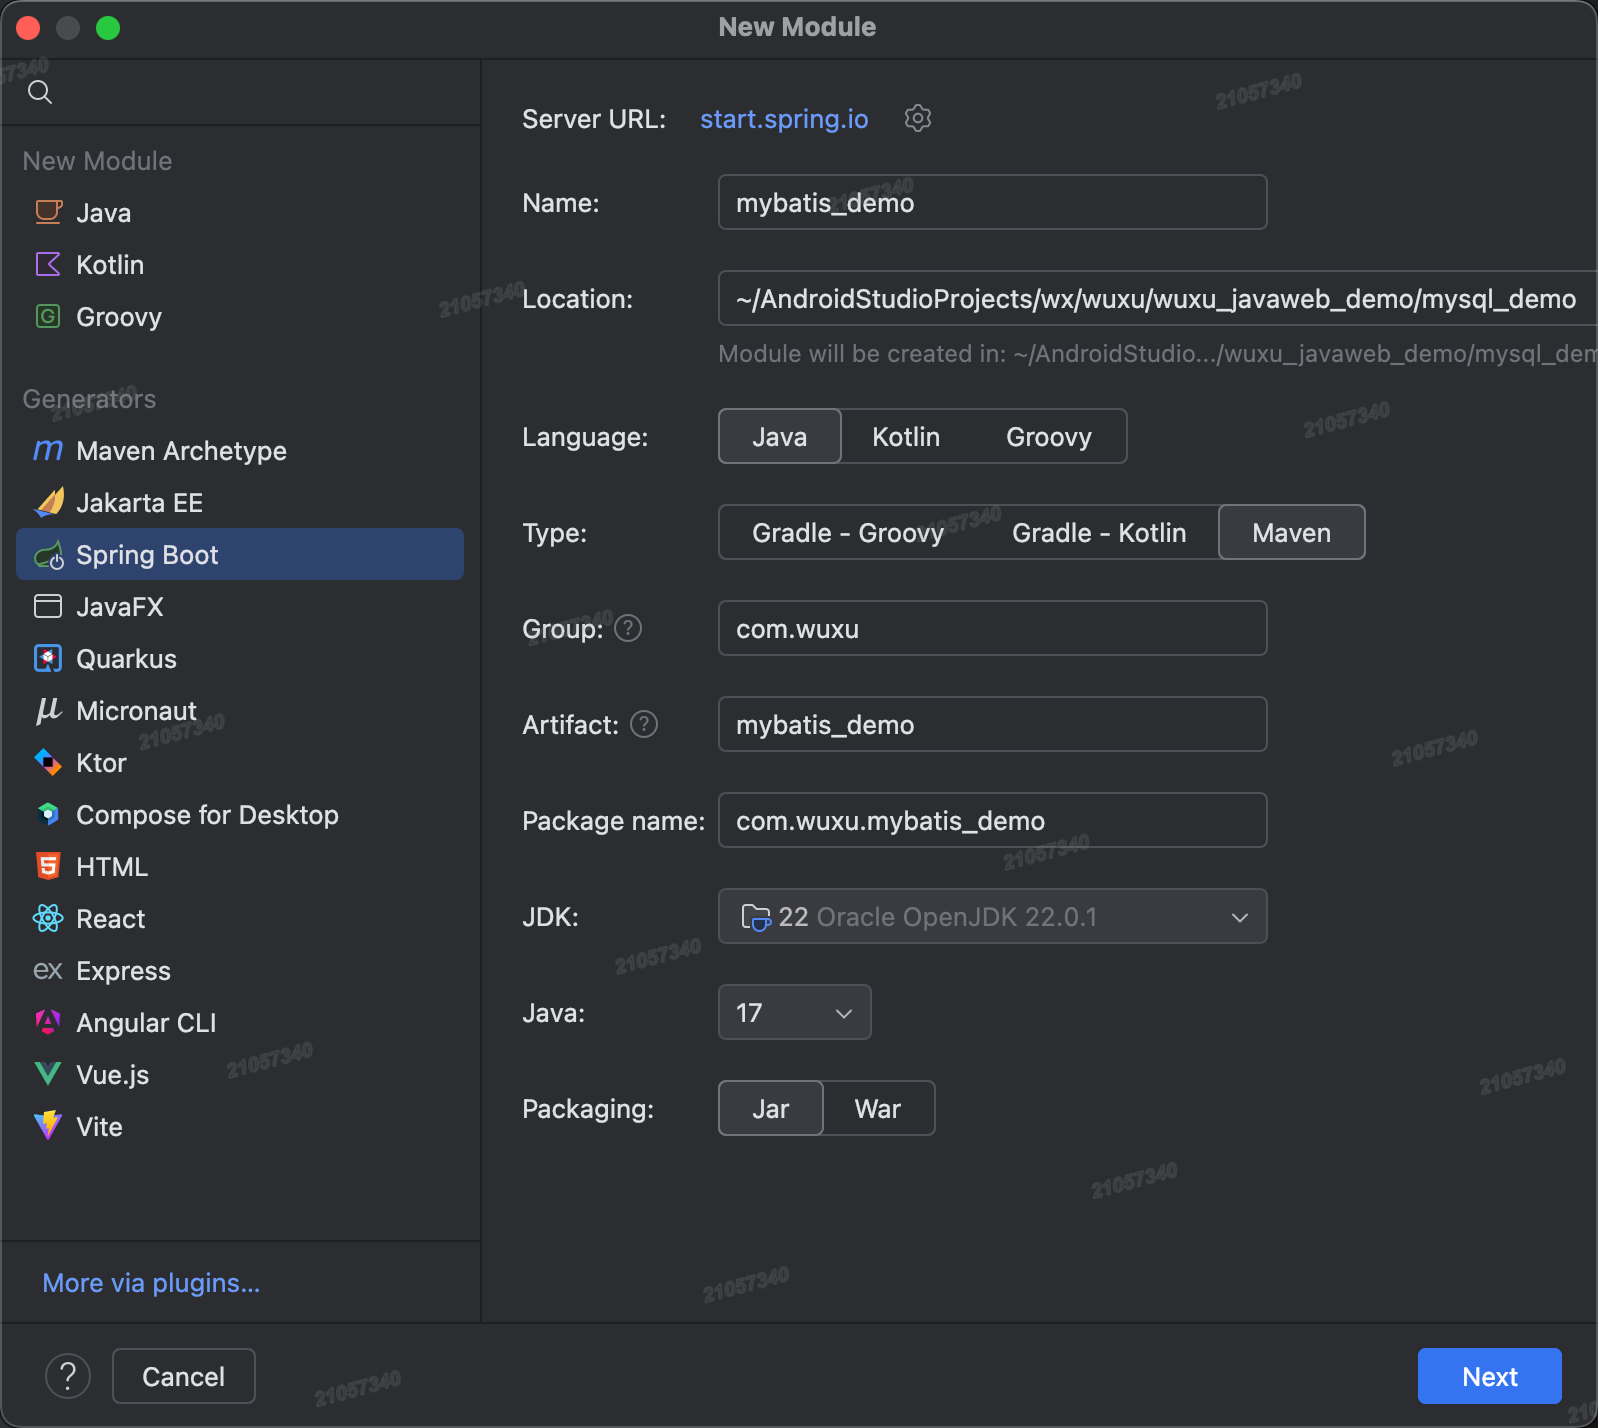 New Module
New Module
Java
Kotlin
Groovy
Generators
Maven Archetype
Jakarta EE
Spring Boot
JavaFX
Quarkus
Micronaut
Ktor
Compose for Desktop
HTML
React
ex Express
Angular CLI
Vue.js
Vite
More via plugins...
Server URL: start.spring.io
Name: mybatis_demo
Location: ~/AndroidStudioProjects/wx/wuxu/wuxu_javaweb_demo/mysql_demo
Module will be created in: ~/AndroidStudio.../wuxu_javaweb_demo/mysql_dem
Language: Java Kotlin Groovy
Type: Gradle - Groovy Gradle - Kotlin Maven
Group: ? com.wuxu
Artifact: ? mybatis_demo
Package name: com.wuxu.mybatis_demo
JDK: 22 Oracle OpenJDK 22.0.1
Java: 17
Packaging: Jar War
? Cancel Next
21057340